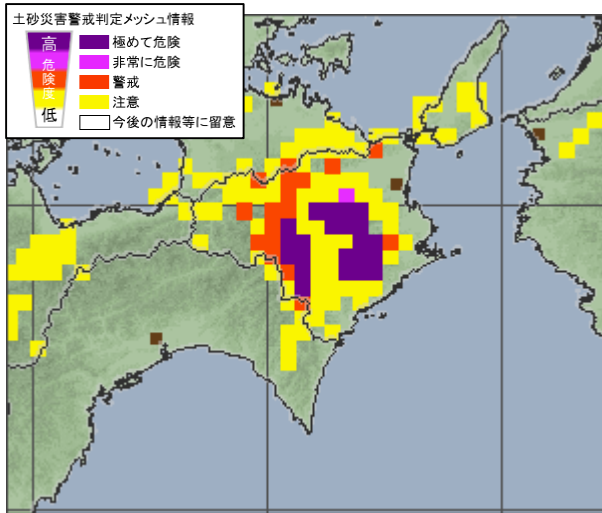 土砂災害警戒判定メッシュ情報
高
危
険
度
低
極めて危険
非常に危険
警戒
注意
今後の情報等に留意